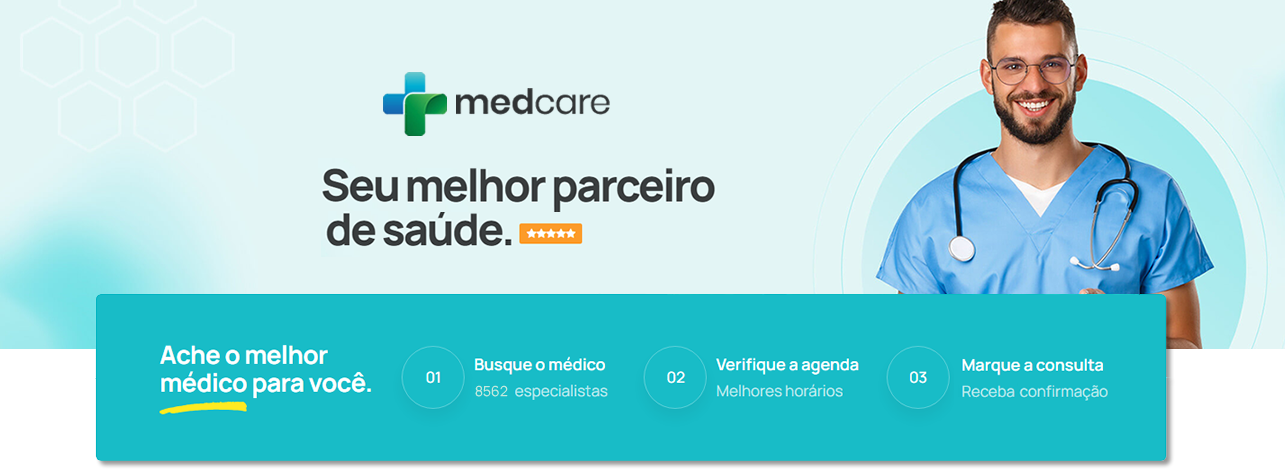 medcare
Seu melhor parceiro
de saúde.
Ache o melhor
médico para você.
01
Busque o médico
8562 especialistas
02
Verifique a agenda
Melhores horários
03
Marque a consulta
Receba confirmação